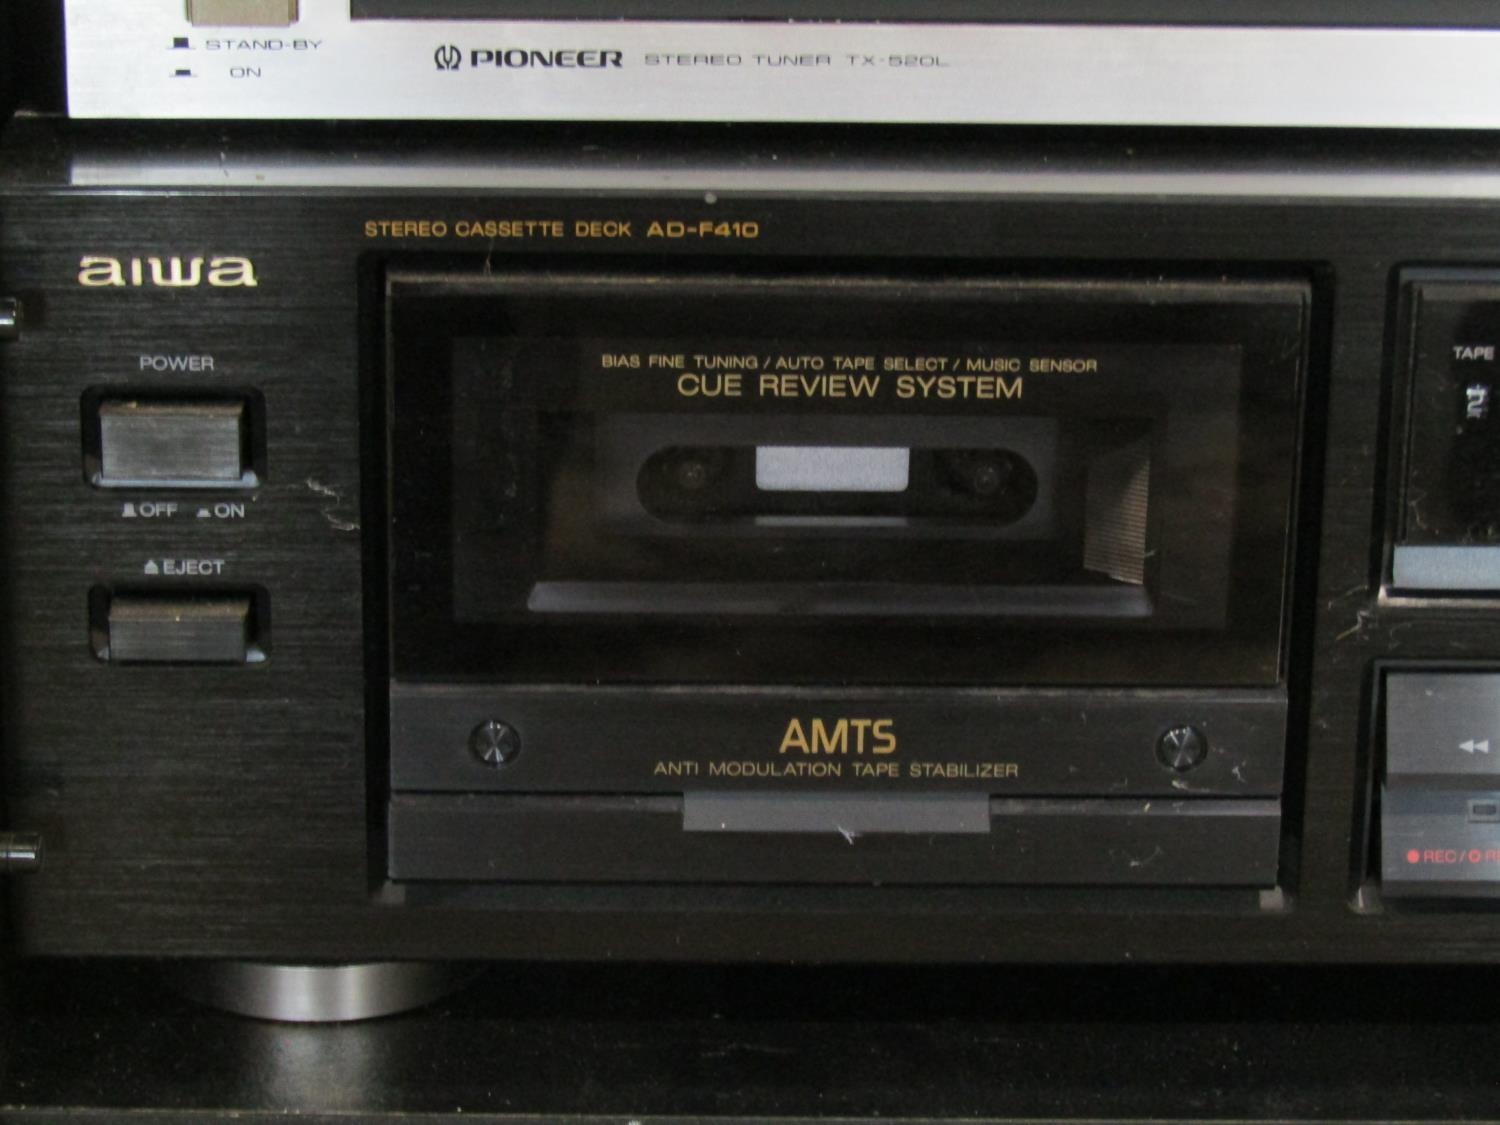 STAND-BY
ON
PIONEER STEREO TUNER TX-520L
STEREO CASSETTE DECK AD-F410
aiwa
POWER
OFF ON
EJECT
BIAS FINE TUNING / AUTO TAPE SELECT / MUSIC SENSOR
CUE REVIEW SYSTEM
AMTS
ANTI MODULATION TAPE STABILIZER
TAPE
REC /